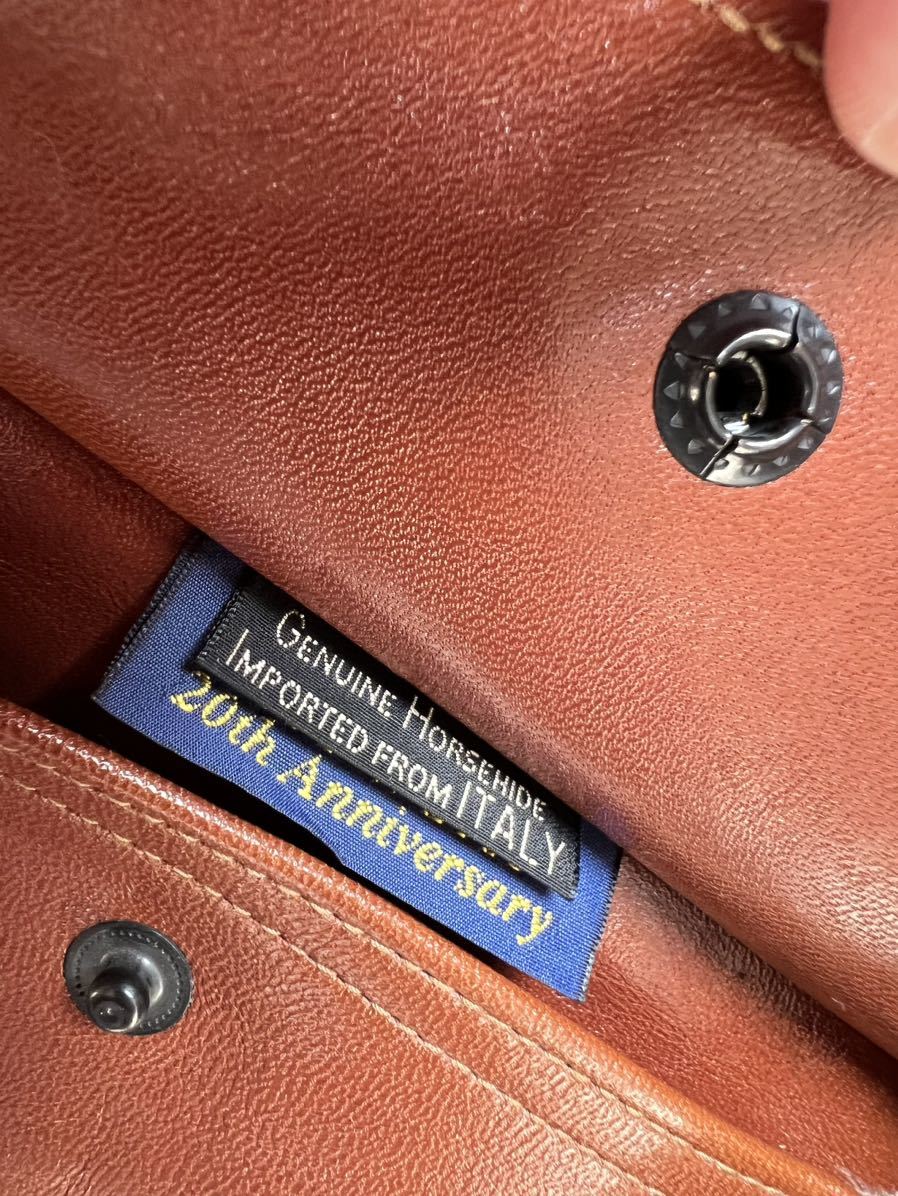 GENUINE HORSEHIDE
IMPORTED FROM ITALY
20th Anniversary